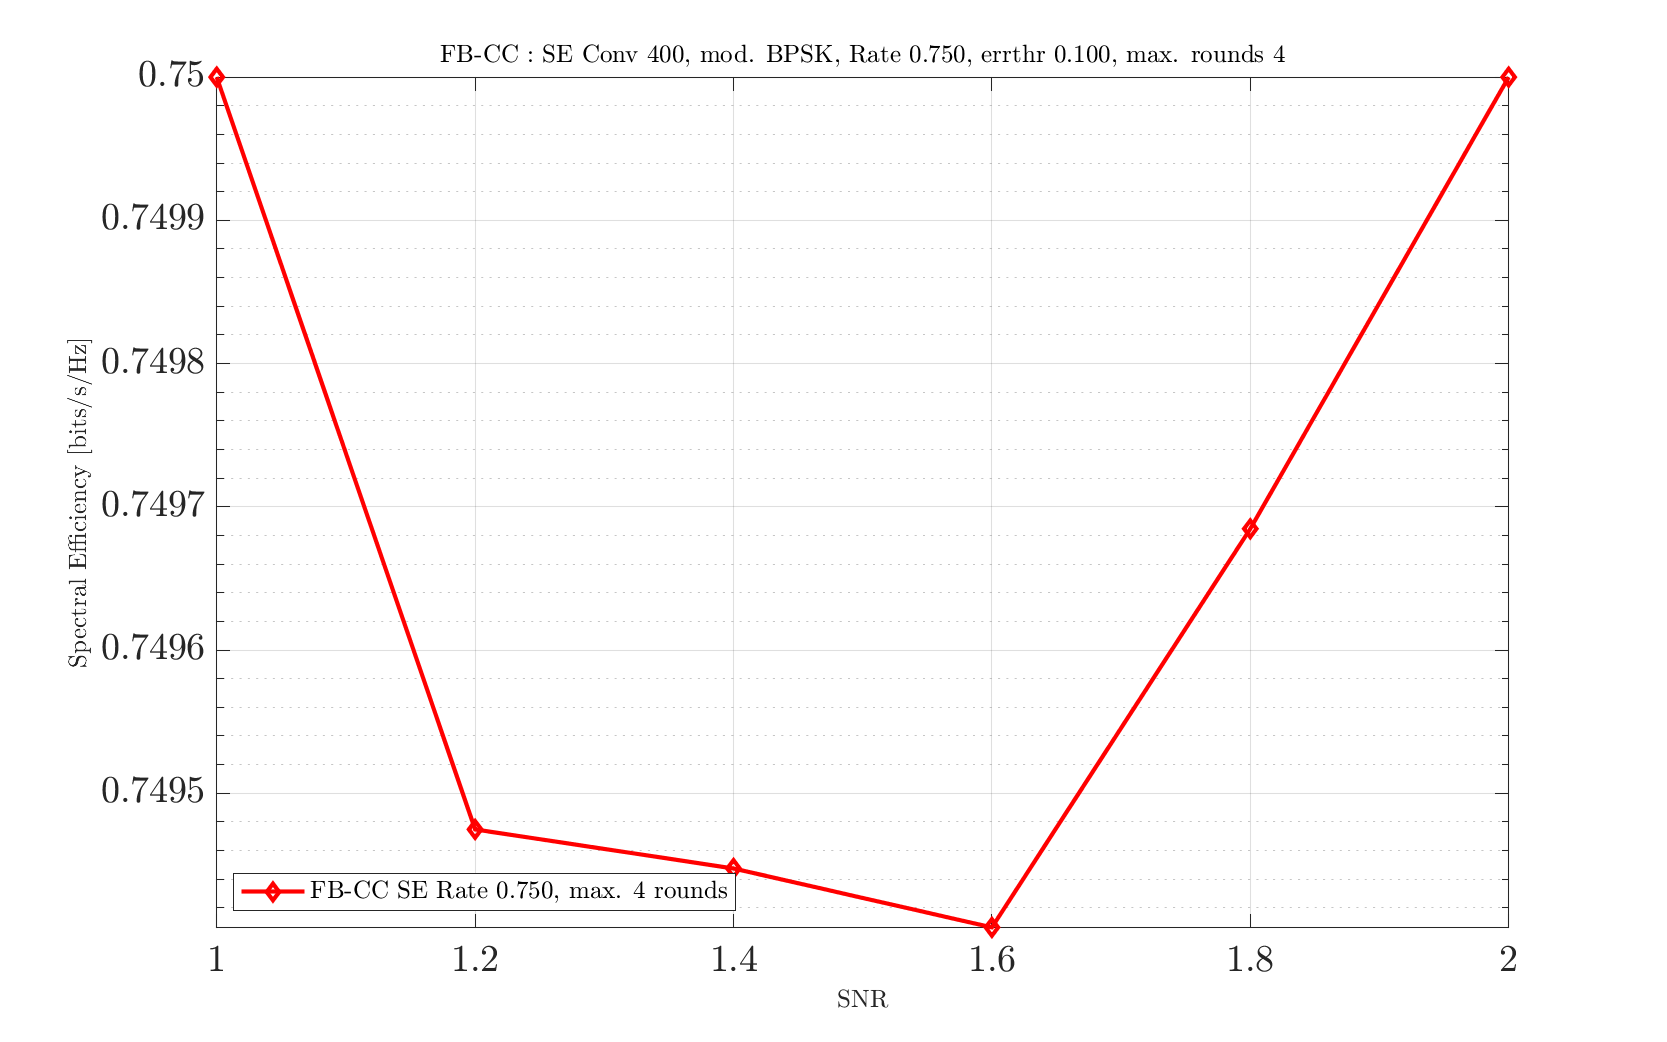 FB-CC : SE Conv 400, mod. BPSK, Rate 0.750, errthr 0.100, max. rounds 4
0.75
0.7499
0.7498
0.7497
0.7496
0.7495
Spectral Efficiency [bits/s/Hz]
FB-CC SE Rate 0.750, max. 4 rounds
1 1.2 1.4 1.6 1.8 2
SNR